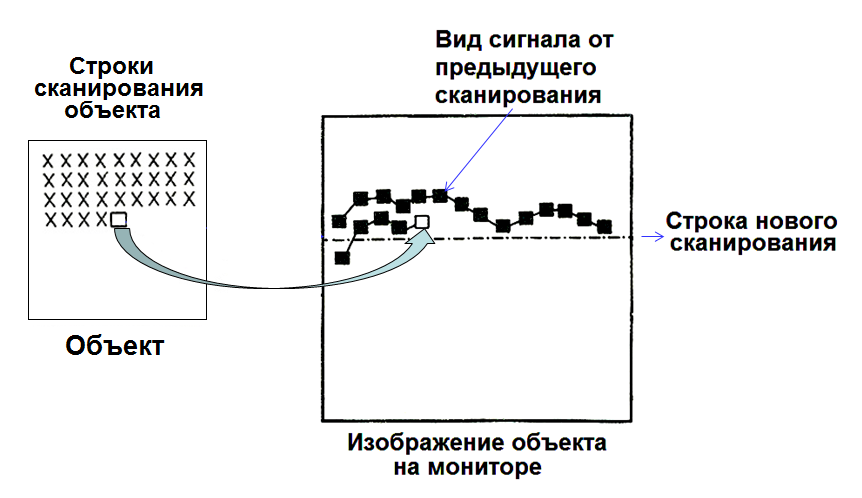 Строки
сканирования
объекта
X X X X X X X X X
X X X X X X X X X
X X X X X X X X X
X X X X
Объект
Вид сигнала от
предыдущего
сканирования
Строка нового
сканирования
Изображение объекта
на мониторе